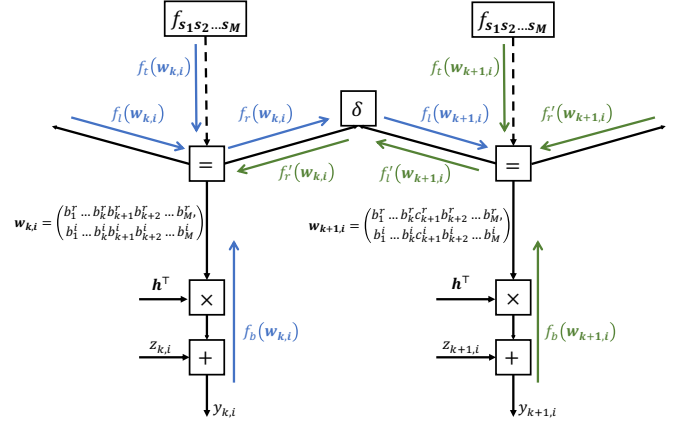 f_{s_1 s_2 … s_M}
f_{s_1 s_2 … s_M}
f_t(w_{k,i})
f_t(w_{k+1,i})
f_l(w_{k,i})
f_r(w_{k,i})
δ
f_l(w_{k+1,i})
f_r′(w_{k+1,i})
=
f_r′(w_{k,i})
f_l′(w_{k+1,i})
=
w_{k,i} = (b_1^r … b_k^r b_{k+1}^r b_{k+2}^r … b_M^r,
b_1^i … b_k^i b_{k+1}^i b_{k+2}^i … b_M^i)
w_{k+1,i} = (b_1^r … b_k^r c_{k+1}^r b_{k+2}^r … b_M^r,
b_1^i … b_k^i c_{k+1}^i b_{k+2}^i … b_M^i)
h^⊤
×
f_b(w_{k,i})
h^⊤
×
f_b(w_{k+1,i})
z_{k,i}
+
z_{k+1,i}
+
y_{k,i}
y_{k+1,i}